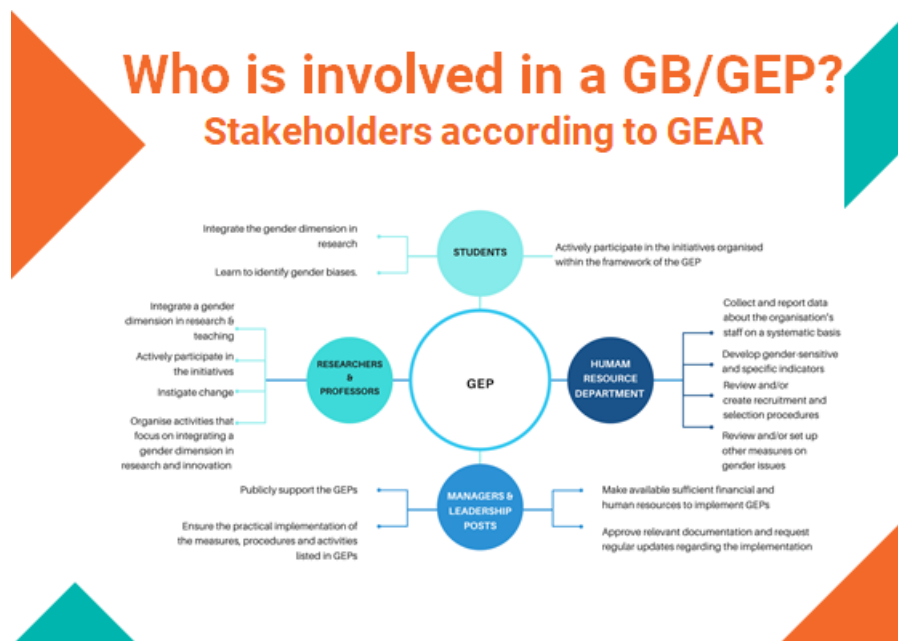 Who is involved in a GB/GEP?
Stakeholders according to GEAR
Integrate the gender dimension in
research
Learn to identify gender biases.
STUDENTS
Actively participate in the initiatives organised
within the framework of the GEP
Integrate a gender
dimension in research &
teaching
Actively participate in
the initiatives
Instigate change
Organise activities that
focus on integrating a
gender dimension in
research and innovation
RESEARCHERS
&
PROFESSORS
GEP
HUMAM
RESOURCE
DEPARTMENT
Collect and report data
about the organisation's
staff on a systematic basis
Develop gender-sensitive
and specific indicators
Review and/or
create recruitment and
selection procedures
Review and/or set up
other measures on
gender issues
Publicly support the GEPs
Ensure the practical implementation of
the measures, procedures and activities
listed in GEPs
MANAGERS &
LEADERSHIP
POSTS
Make available sufficient financial and
human resources to implement GEPs
Approve relevant documentation and request
regular updates regarding the implementation